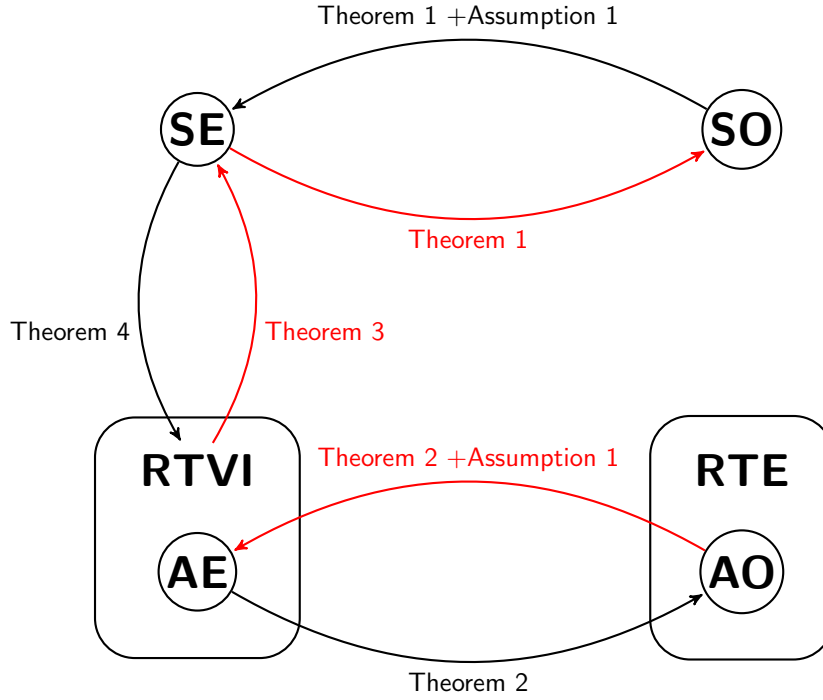 Theorem 1 +Assumption 1
SE
SO
Theorem 1
Theorem 4
Theorem 3
RTVI
Theorem 2 +Assumption 1
RTE
AE
AO
Theorem 2